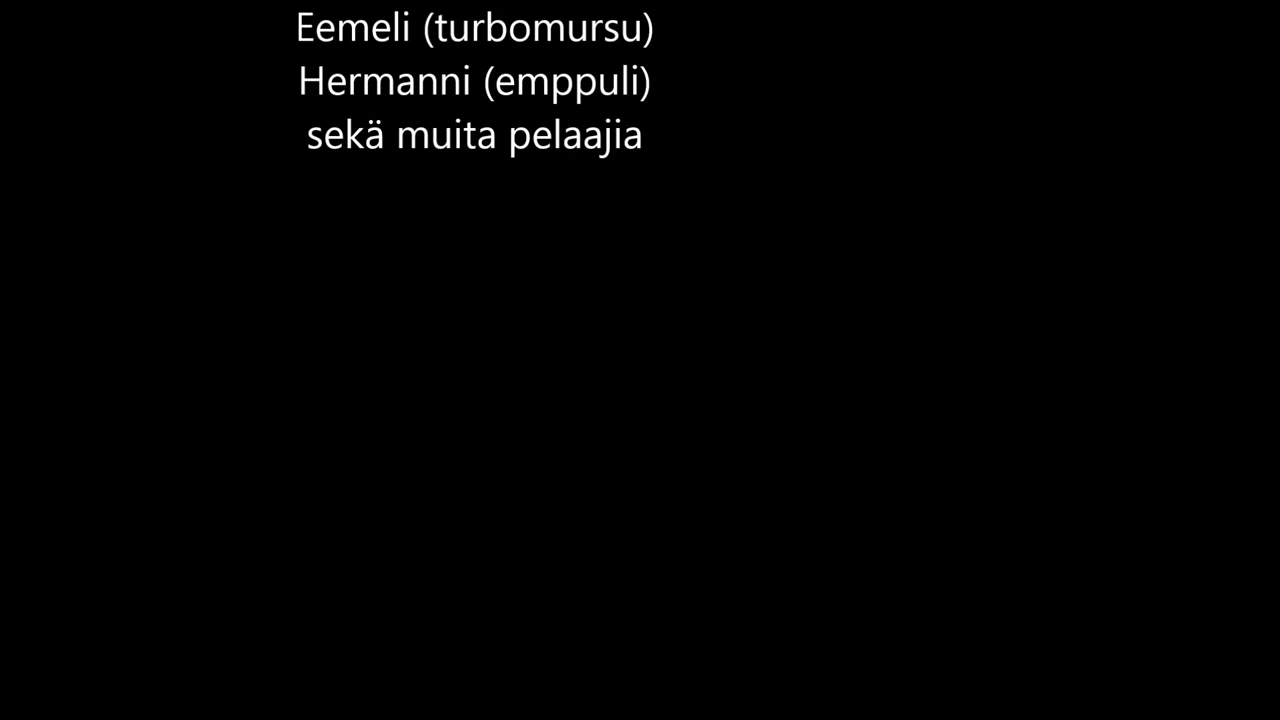 Eemeli (turbomursu)
Hermanni (emppuli)
sekä muita pelaajia